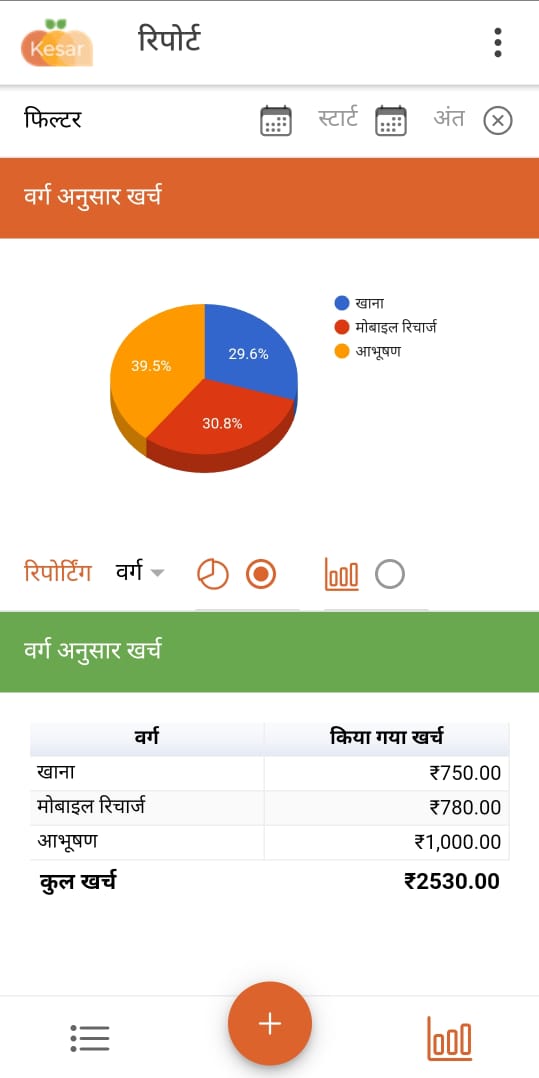 Kesar
रिपोर्ट
फिल्टर स्टार्ट अंत
वर्ग अनुसार खर्च
29.6%
39.5%
30.8%
खाना
मोबाइल रिचार्ज
आभूषण
रिपोर्टिंग वर्ग
वर्ग अनुसार खर्च
वर्ग किया गया खर्च
खाना ₹750.00
मोबाइल रिचार्ज ₹780.00
आभूषण ₹1,000.00
कुल खर्च ₹2530.00